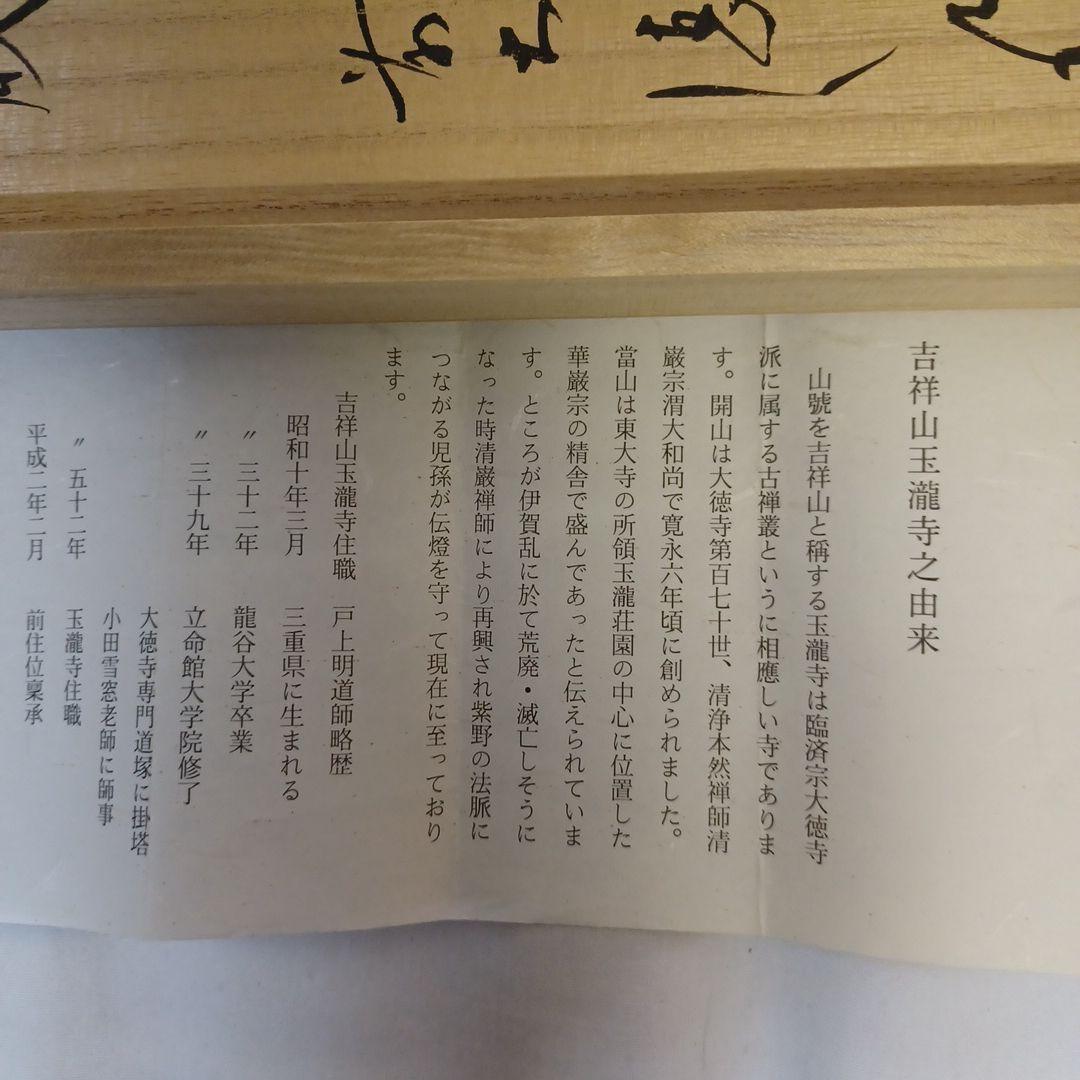 吉祥山玉瀧寺之由来
山號を吉祥山と稱する玉瀧寺は臨済宗大徳寺
派に属する古禅叢というに相應しい寺でありま
す。開山は大徳寺第百七十世、清浄本然禅師清
巌宗渭大和尚で寛永六年頃に創められました。
當山は東大寺の所領玉瀧荘園の中心に位置した
華厳宗の精舎で盛んであったと伝えられていま
す。ところが伊賀乱に於て荒廃・滅亡しそうに
なった時清巌禅師により再興され紫野の法脈に
つながる児孫が伝燈を守って現在に至っており
ます。
吉祥山玉瀧寺住職 戸上明道師略歴
昭和十年三月 三重県に生まれる
〃 三十二年 龍谷大学卒業
〃 三十九年 立命館大学院修了
大徳寺専門道塚に掛塔
小田雪窓老師に師事
〃 五十二年 玉瀧寺住職
平成二年二月 前住位稟承